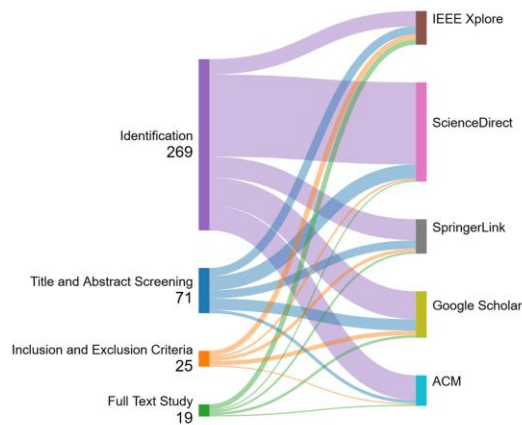 IEEE Xplore
ScienceDirect
Identification
269
SpringerLink
Title and Abstract Screening
71
Google Scholar
Inclusion and Exclusion Criteria
25
ACM
Full Text Study
19